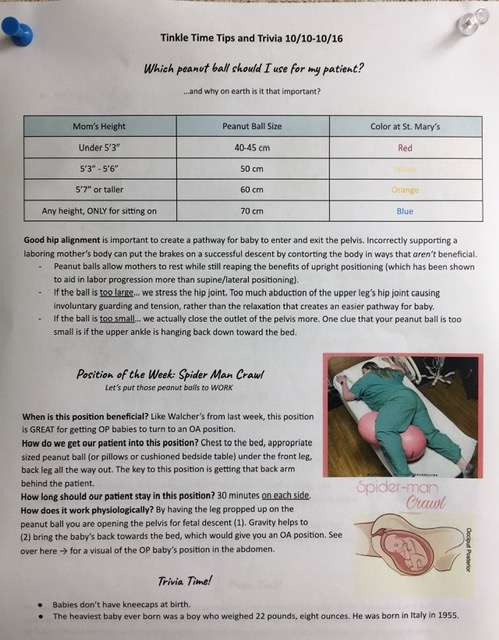 Tinkle Time Tips and Trivia 10/10-10/16
Which peanut ball should I use for my patient?
...and why on earth is it that important?
Mom's Height Peanut Ball Size Color at St. Mary's
Under 5'3" 40-45 cm Red
5'3" - 5'6" 50 cm Yellow
5'7" or taller 60 cm Orange
Any height, ONLY for sitting on 70 cm Blue
Good hip alignment is important to create a pathway for baby to enter and exit the pelvis. Incorrectly supporting a
laboring mother's body can put the brakes on a successful descent by contorting the body in ways that aren't beneficial.
- Peanut balls allow mothers to rest while still reaping the benefits of upright positioning (which has been shown
to aid in labor progression more than supine/lateral positioning).
- If the ball is too large... we stress the hip joint. Too much abduction of the upper leg's hip joint causing
involuntary guarding and tension, rather than the relaxation that creates an easier pathway for baby.
- If the ball is too small... we actually close the outlet of the pelvis more. One clue that your peanut ball is too
small is if the upper ankle is hanging back down toward the bed.
Position of the Week: Spider Man Crawl
Let's put those peanut balls to WORK
When is this position beneficial? Like Walcher's from last week, this position
is GREAT for getting OP babies to turn to an OA position.
How do we get our patient into this position? Chest to the bed, appropriate
sized peanut ball (or pillows or cushioned bedside table) under the front leg,
back leg all the way out. The key to this position is getting that back arm
behind the patient.
How long should our patient stay in this position? 30 minutes on each side.
How does it work physiologically? By having the leg propped up on the
peanut ball you are opening the pelvis for fetal descent (1). Gravity helps to
(2) bring the baby's back towards the bed, which would give you an OA position. See
over here → for a visual of the OP baby's position in the abdomen.
Spider-man
Crawl
Occiput Posterior
Trivia Time!
● Babies don't have kneecaps at birth.
● The heaviest baby ever born was a boy who weighed 22 pounds, eight ounces. He was born in Italy in 1955.